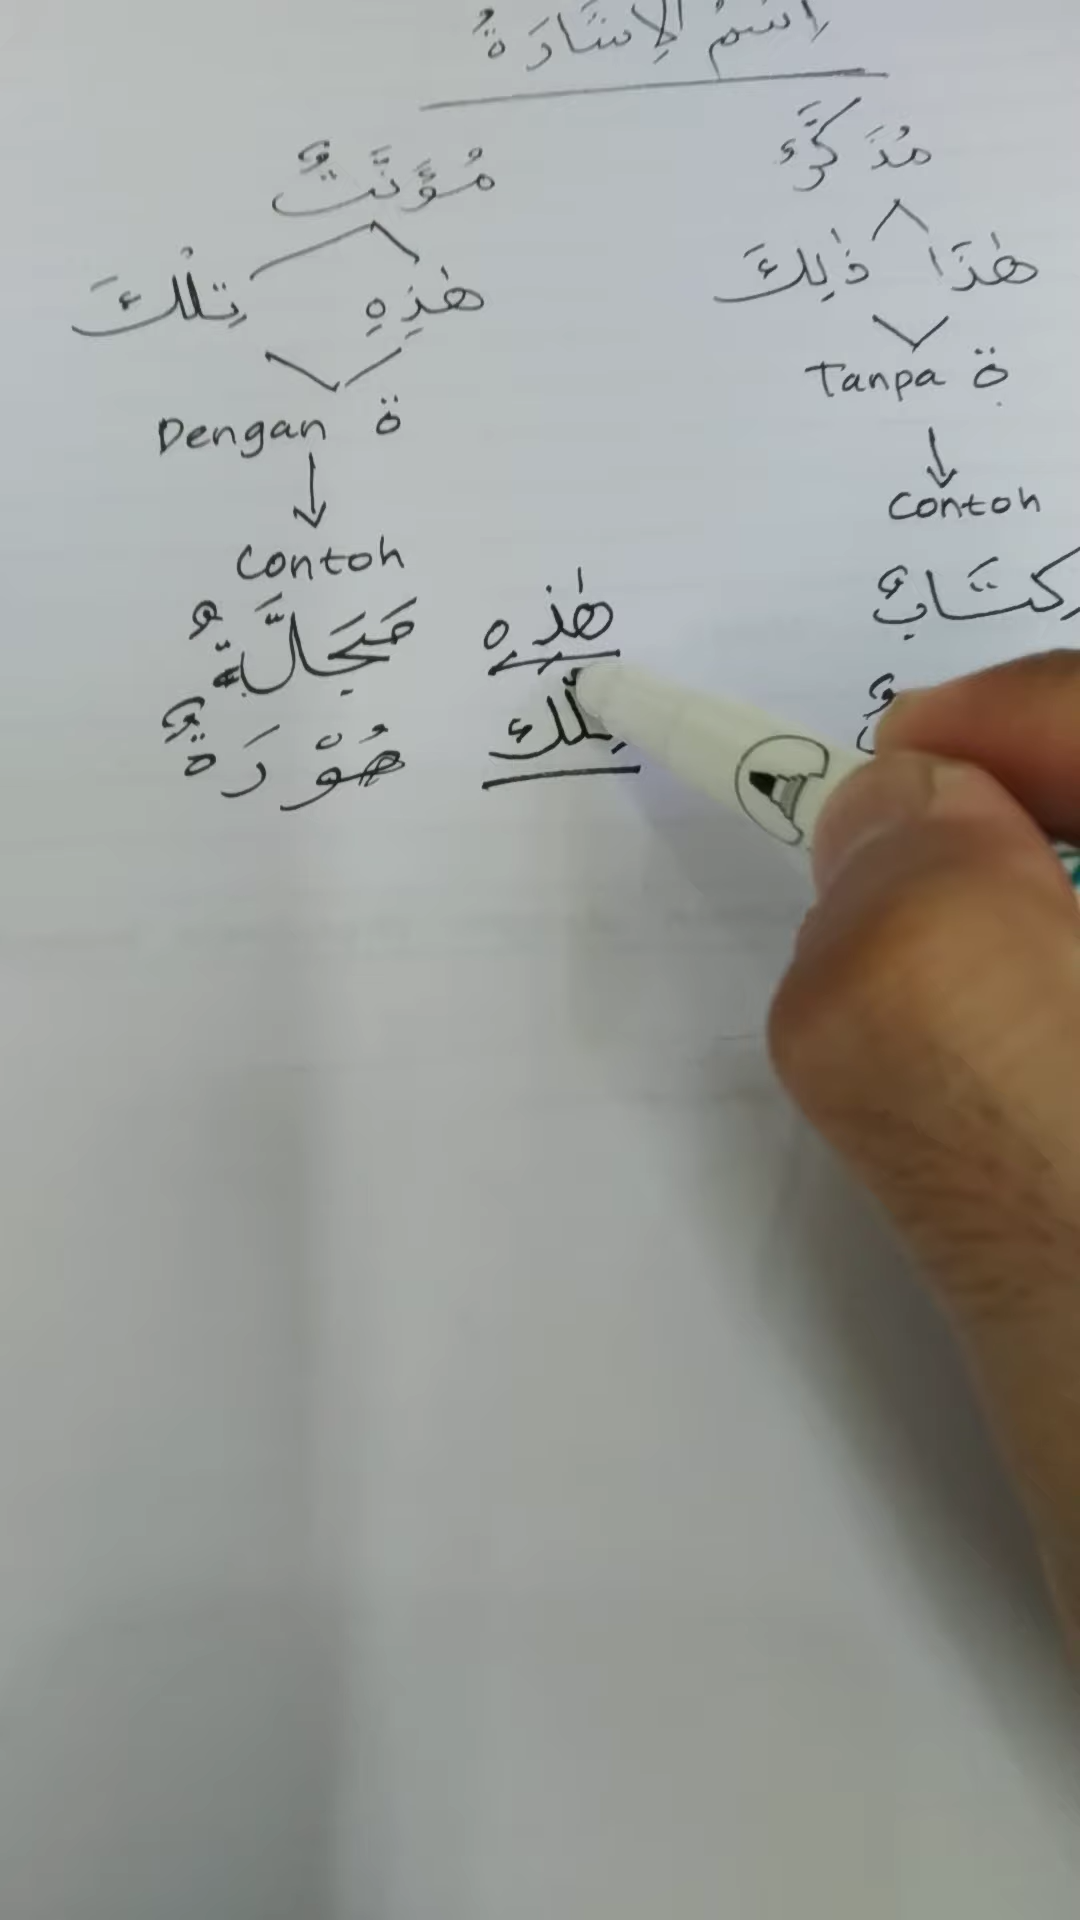 اِسْمُ الْاِشَارَةُ
مُذَكَّرٌ مُؤَنَّثٌ
هٰذَا ذٰلِكَ هٰذِهِ تِلْكَ
Tanpa ة
Dengan ة
Contoh
Contoh
كِتَابٌ
هٰذِهِ مَجَلَّةٌ
تِلْكَ صُوْرَةٌ